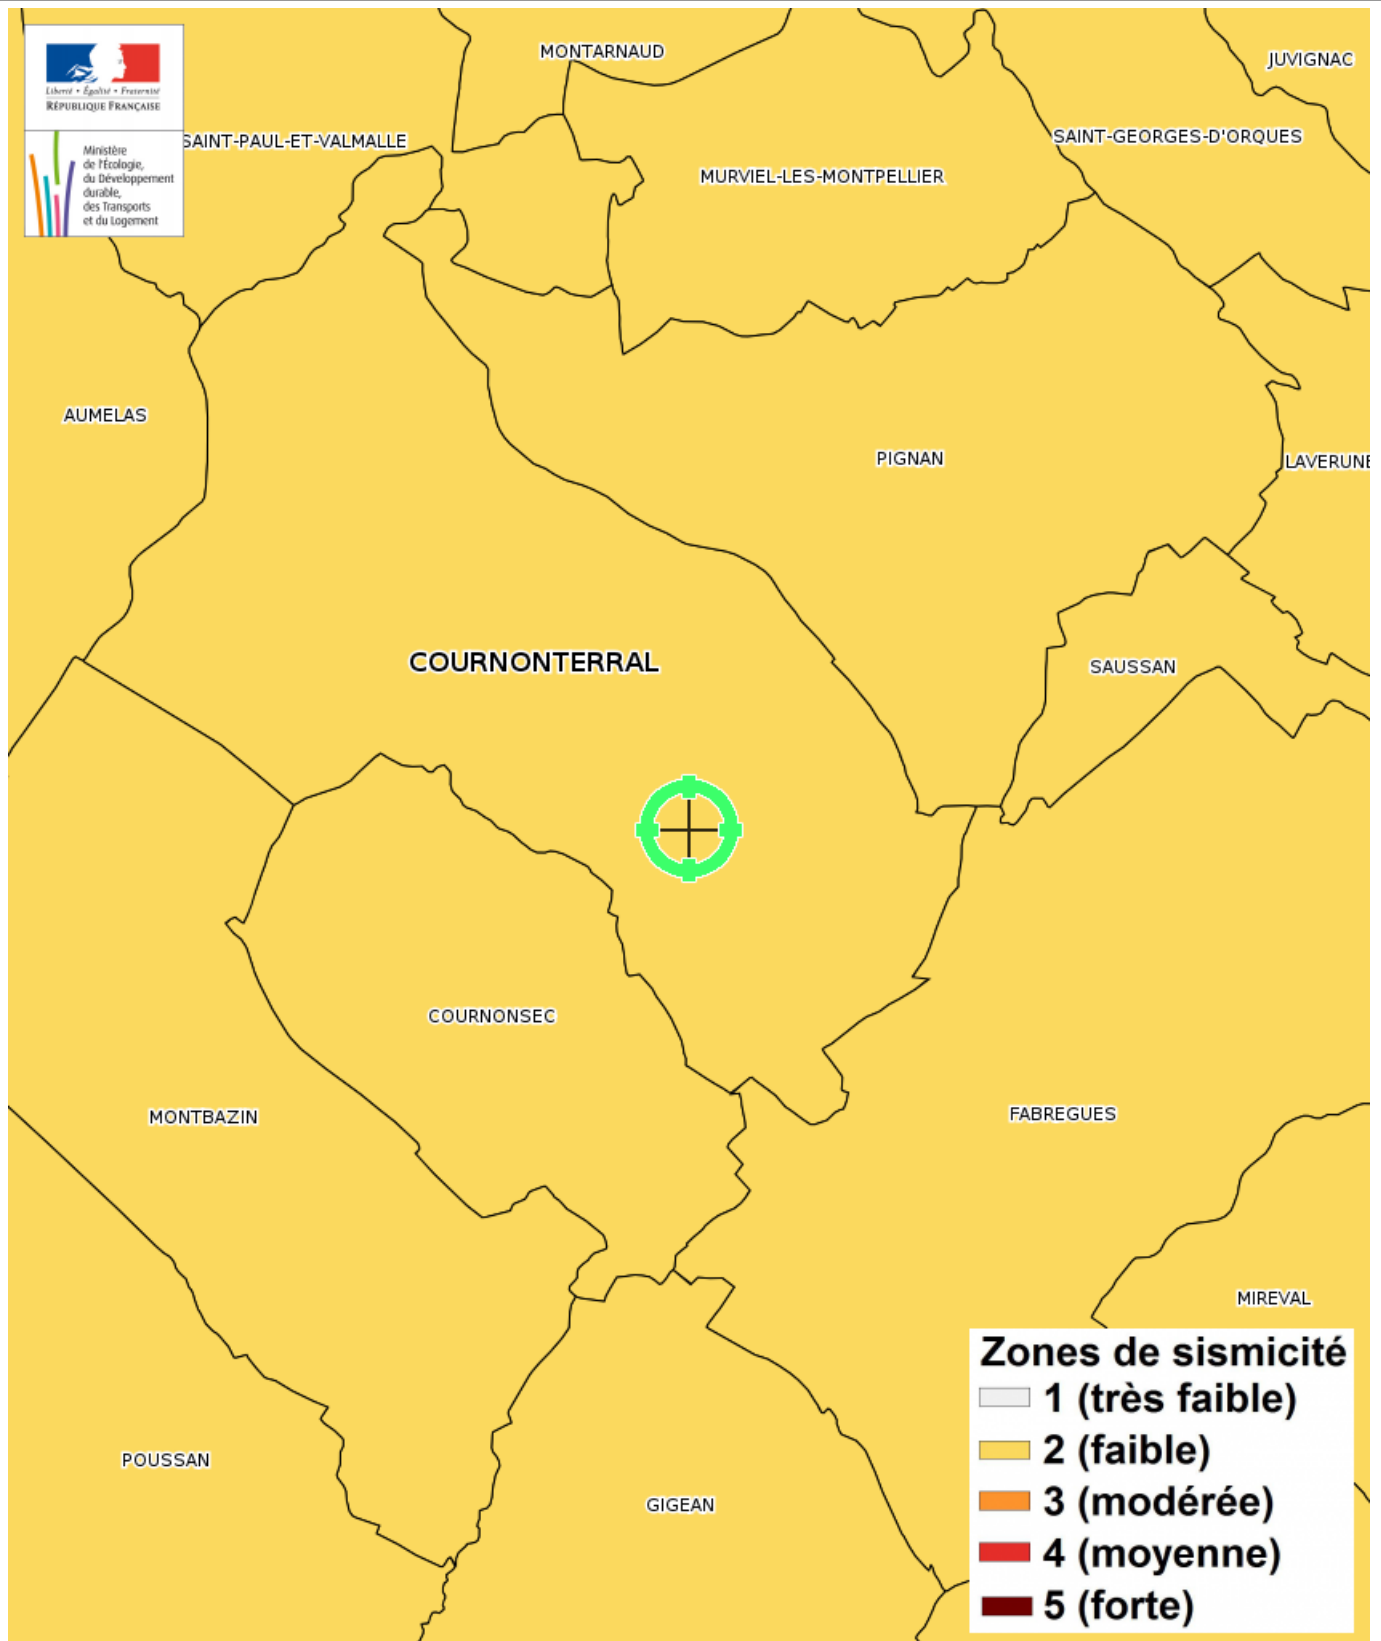 MONTARNAUD
JUVIGNAC
Liberté • Égalité • Fraternité
RÉPUBLIQUE FRANÇAISE
SAINT-PAUL-ET-VALMALLE
SAINT-GEORGES-D'ORQUES
Ministère
de l'Écologie,
du Développement
durable,
des Transports
et du Logement
MURVIEL-LES-MONTPELLIER
AUMELAS
PIGNAN
LAVERUNE
COURNONTERRAL
SAUSSAN
COURNONSEC
MONTBAZIN
FABREGUES
MIREVAL
POUSSAN
GIGEAN
Zones de sismicité
1 (très faible)
2 (faible)
3 (modérée)
4 (moyenne)
5 (forte)